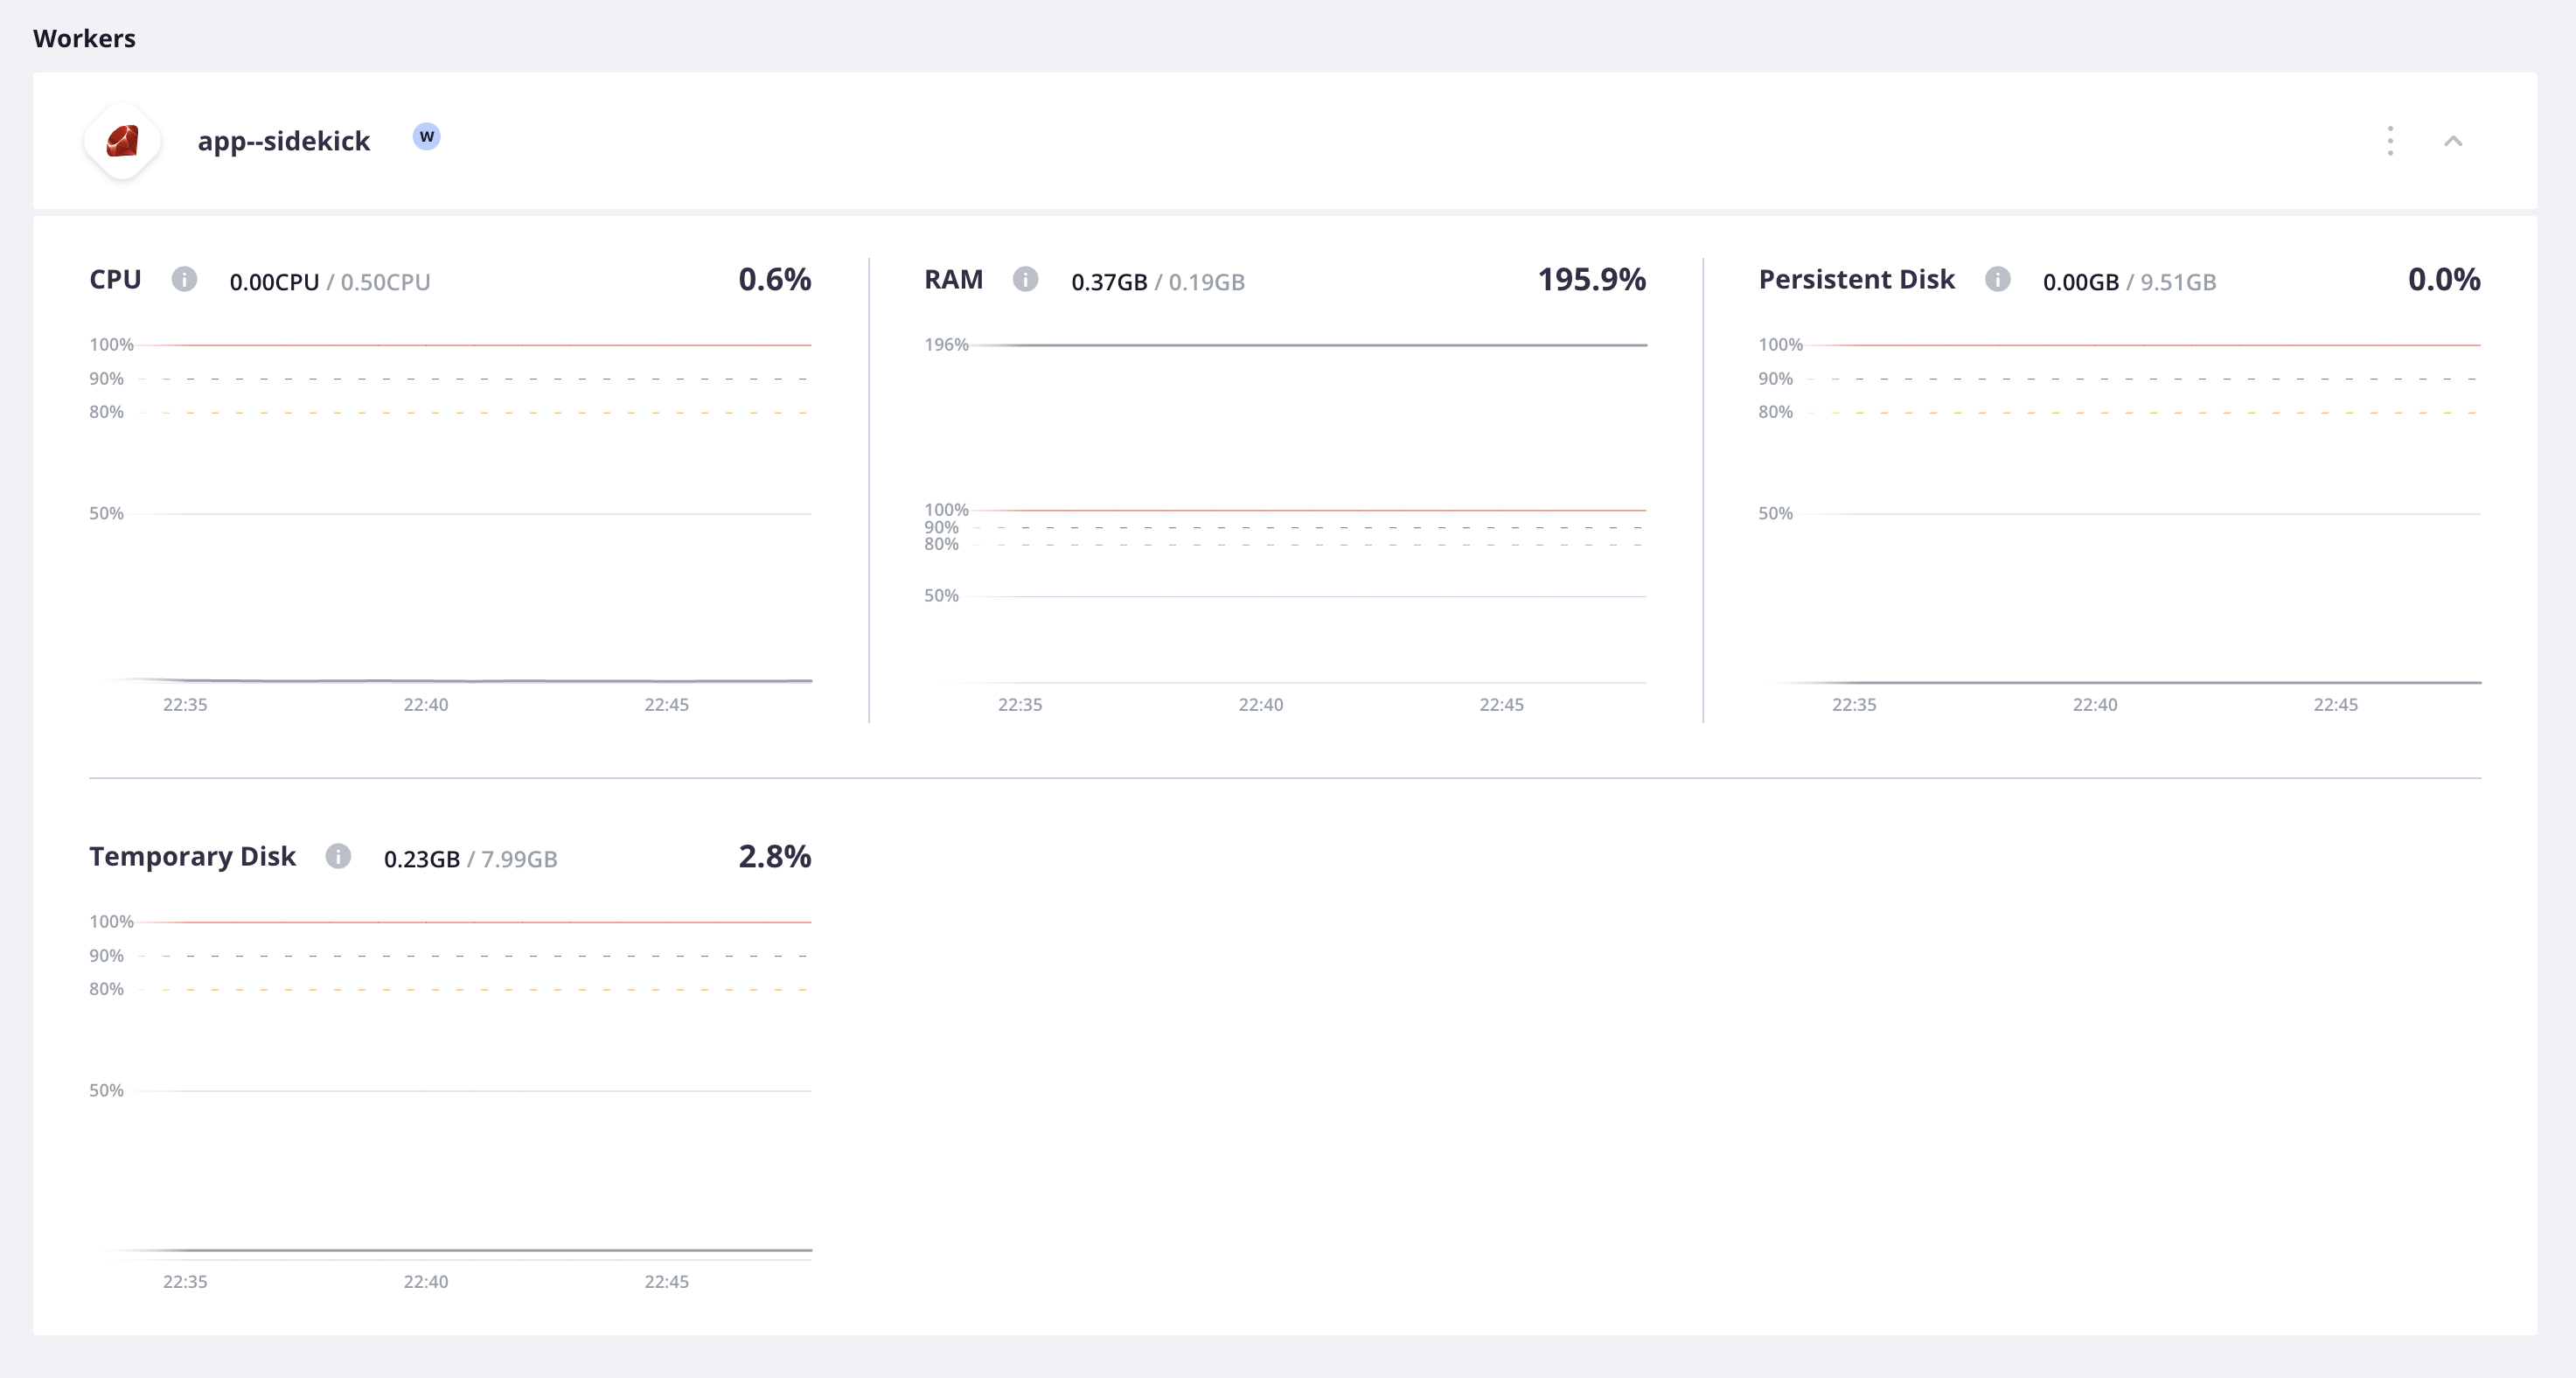 Workers
app--sidekick W
CPU i 0.00CPU / 0.50CPU 0.6%
100%
90%
80%
50%
22:35 22:40 22:45
RAM i 0.37GB / 0.19GB 195.9%
196%
100%
90%
80%
50%
22:35 22:40 22:45
Persistent Disk i 0.00GB / 9.51GB 0.0%
100%
90%
80%
50%
22:35 22:40 22:45
Temporary Disk i 0.23GB / 7.99GB 2.8%
100%
90%
80%
50%
22:35 22:40 22:45